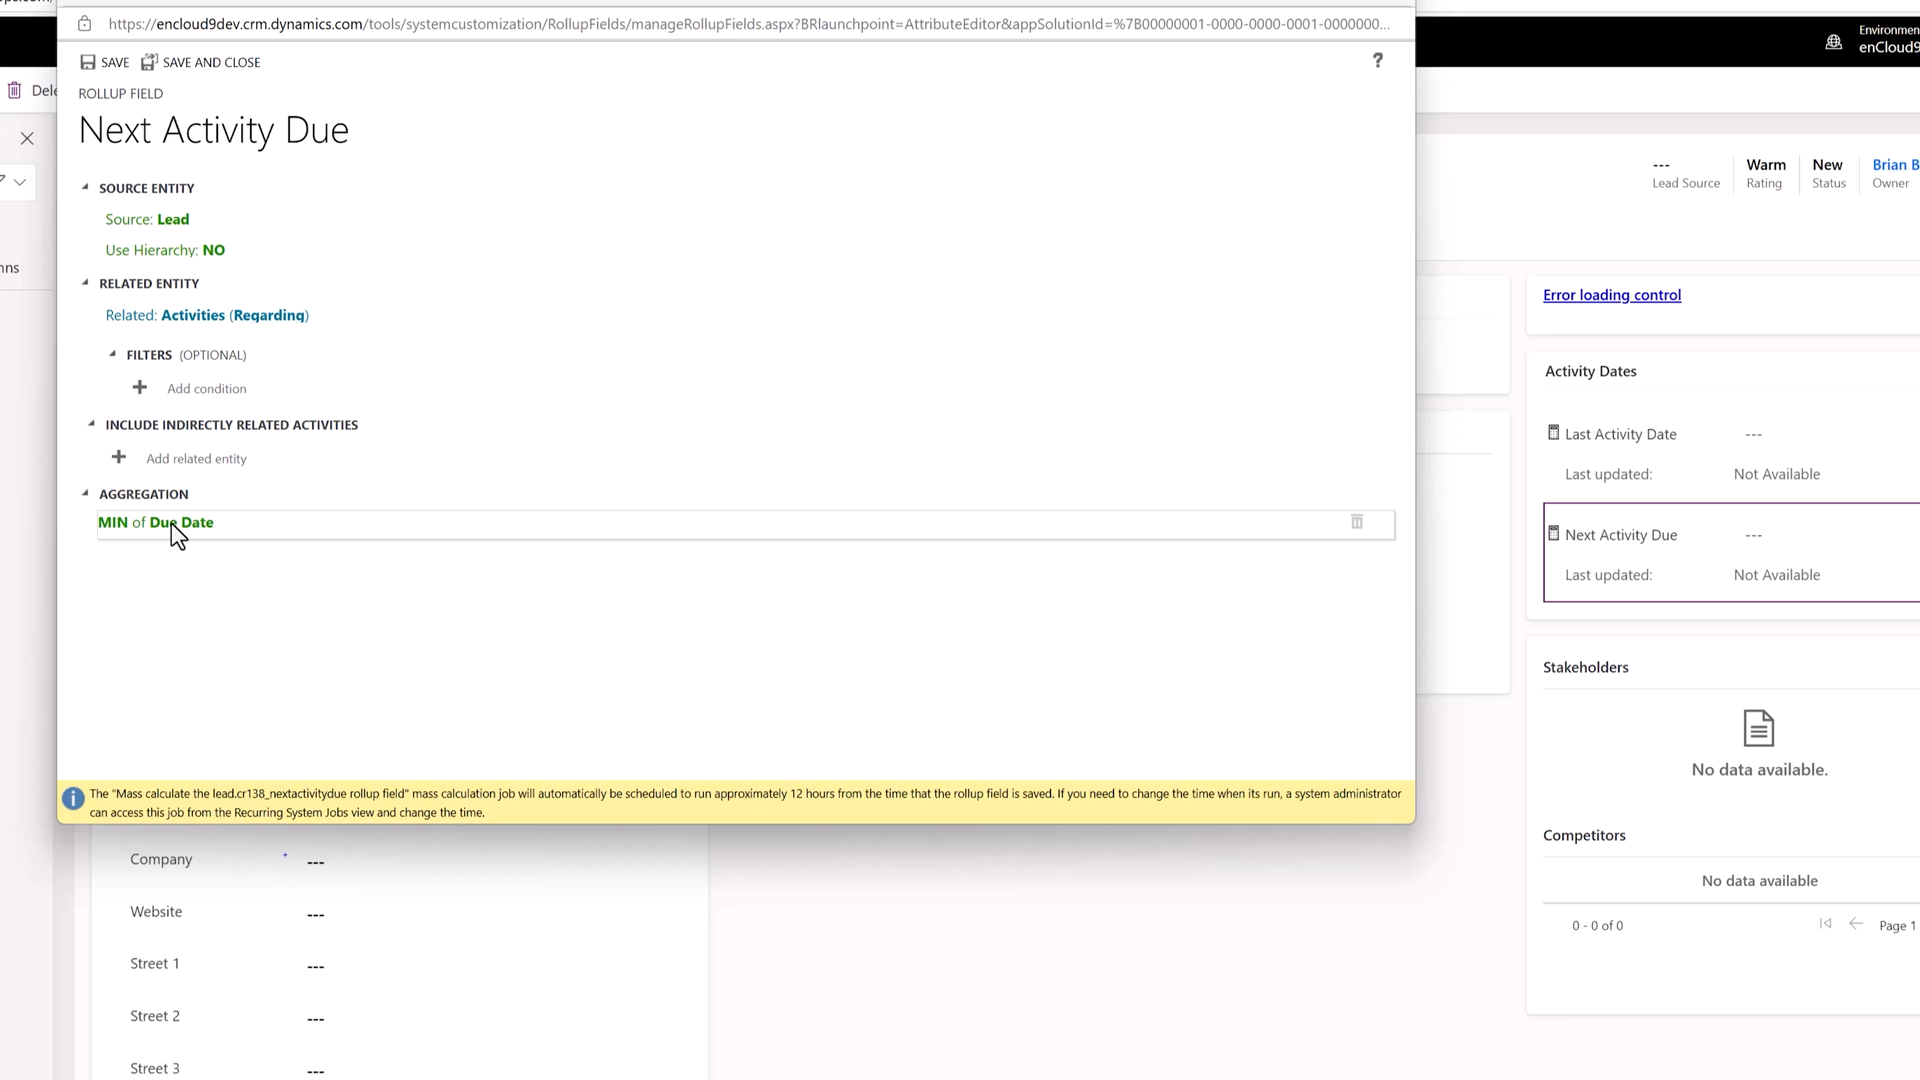 https://encloud9dev.crm.dynamics.com/tools/systemcustomization/RollupFields/manageRollupFields.aspx?BRlaunchpoint=AttributeEditor&appSolutionId=%7B00000001-0000-0000-0001-0000000...
Environmen
enCloud9
SAVE SAVE AND CLOSE ?
Dele
ROLLUP FIELD
Next Activity Due
SOURCE ENTITY
Source: Lead
Use Hierarchy: NO
RELATED ENTITY
Related: Activities (Regarding)
FILTERS (OPTIONAL)
Add condition
INCLUDE INDIRECTLY RELATED ACTIVITIES
Add related entity
AGGREGATION
MIN of Due Date
The "Mass calculate the lead.cr138_nextactivitydue rollup field" mass calculation job will automatically be scheduled to run approximately 12 hours from the time that the rollup field is saved. If you need to change the time when its run, a system administrator
can access this job from the Recurring System Jobs view and change the time.
--- Warm New Brian B
Lead Source Rating Status Owner
Error loading control
Activity Dates
Last Activity Date ---
Last updated: Not Available
Next Activity Due ---
Last updated: Not Available
Stakeholders
No data available.
Competitors
No data available
0 - 0 of 0 Page 1
Company * ---
Website ---
Street 1 ---
Street 2 ---
Street 3 ---